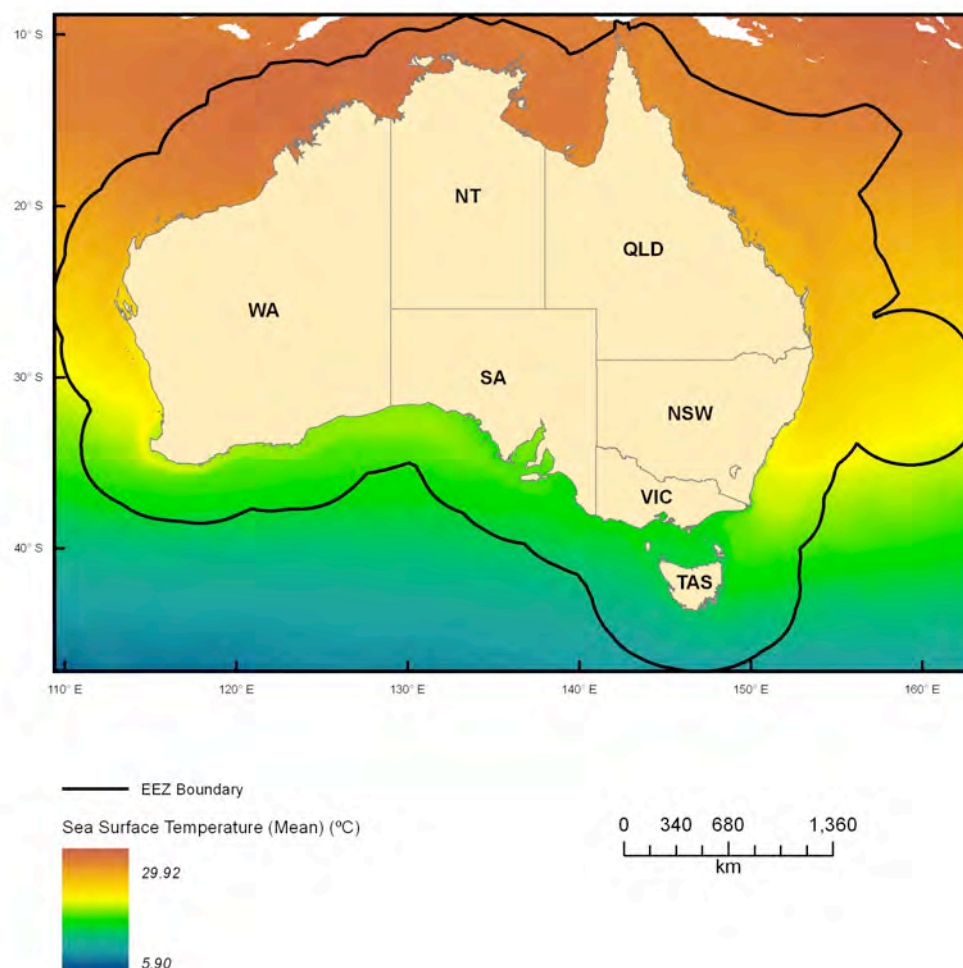 10° S
20° S
30° S
40° S
NT
QLD
WA
SA
NSW
VIC
TAS
110° E
120° E
130° E
140° E
150° E
160° E
EEZ Boundary
Sea Surface Temperature (Mean) (ºC)
29.92
5.90
0 340 680 1,360
km